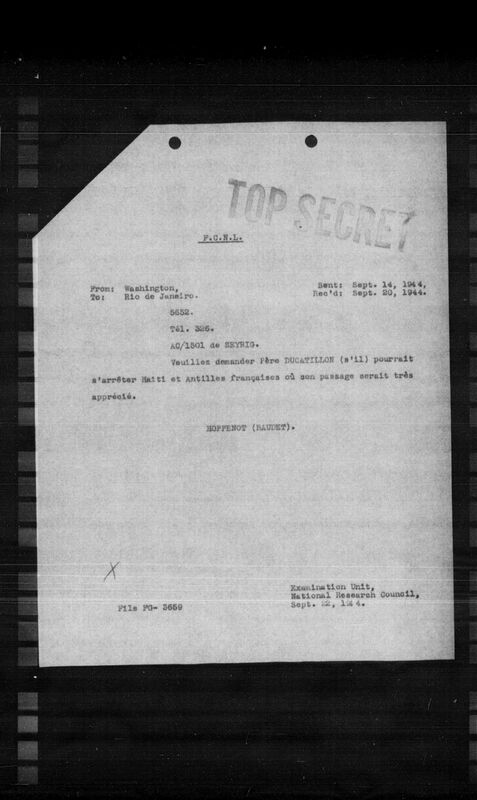 TOP SECRET
F.C.N.L.
From: Washington,
To: Rio de Janeiro.
Sent: Sept. 14, 1944,
Rec'd: Sept. 20, 1944.
5652.
Tél. 326.
AC/1501 de SEYRIG.
Veuillez demander Père DUCATILLON (s'il) pourrait
s'arrêter Haïti et Antilles françaises où son passage serait très
apprécié.
HOPPENOT (BAUDET).
X
Examination Unit,
National Research Council,
Sept. 22, 1944.
File FG- 3659